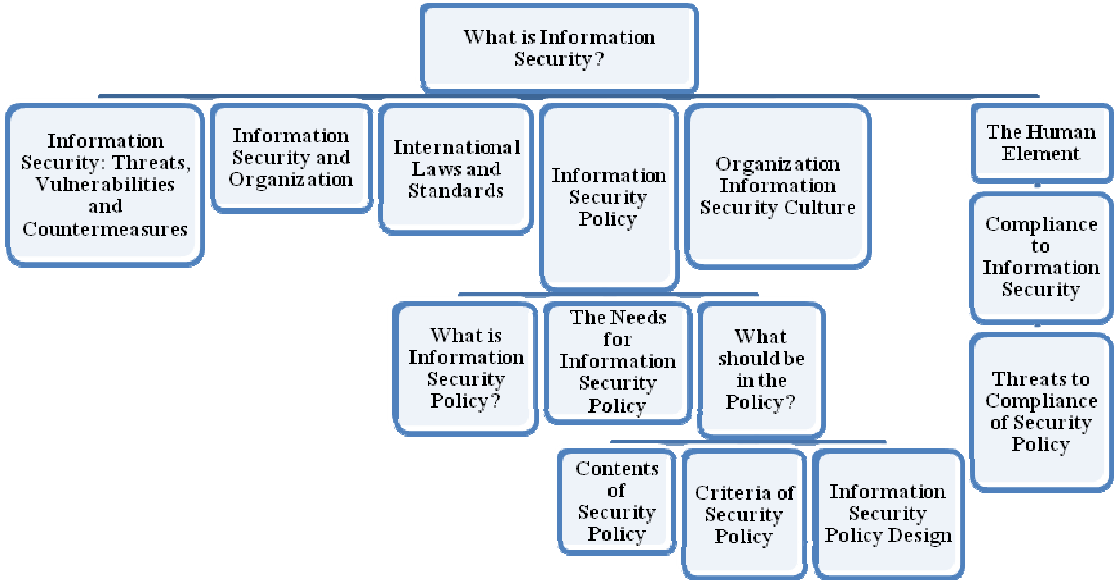 What is Information
Security?
Information
Security: Threats,
Vulnerabilities
and
Countermeasures
Information
Security and
Organization
International
Laws and
Standards
Information
Security
Policy
Organization
Information
Security Culture
The Human
Element
Compliance
to
Information
Security
Threats to
Compliance
of Security
Policy
What is
Information
Security
Policy?
The Needs
for
Information
Security
Policy
What
should be
in the
Policy?
Contents
of
Security
Policy
Criteria of
Security
Policy
Information
Security
Policy Design